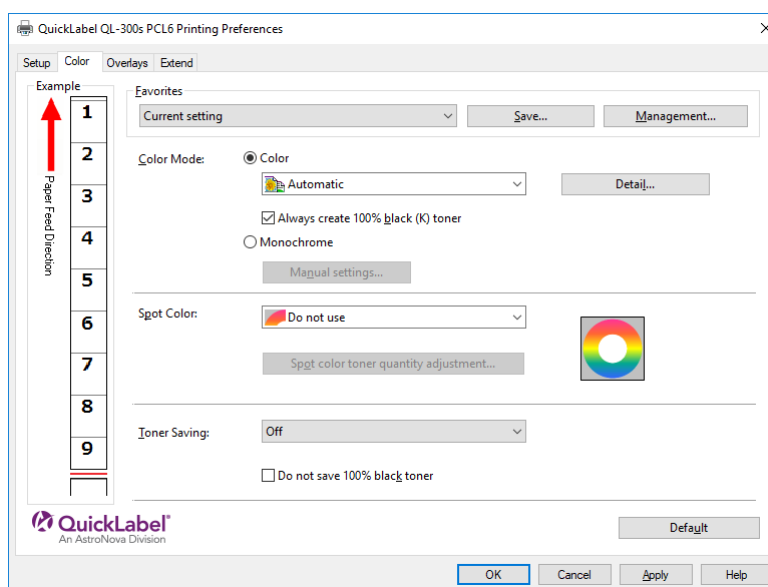 QuickLabel QL-300s PCL6 Printing Preferences
Setup Color Overlays Extend
Example
Paper Feed Direction
1
2
3
4
5
6
7
8
9
Favorites
Current setting Save... Management...
Color Mode: Color
Automatic Detail...
Always create 100% black (K) toner
Monochrome
Manual settings...
Spot Color: Do not use
Spot color toner quantity adjustment...
Toner Saving: Off
Do not save 100% black toner
QuickLabel®
An AstroNova Division
Default
OK Cancel Apply Help